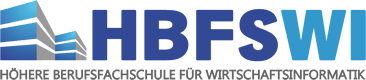 HBFSWI
HÖHERE BERUFSFACHSCHULE FÜR WIRTSCHAFTSINFORMATIK